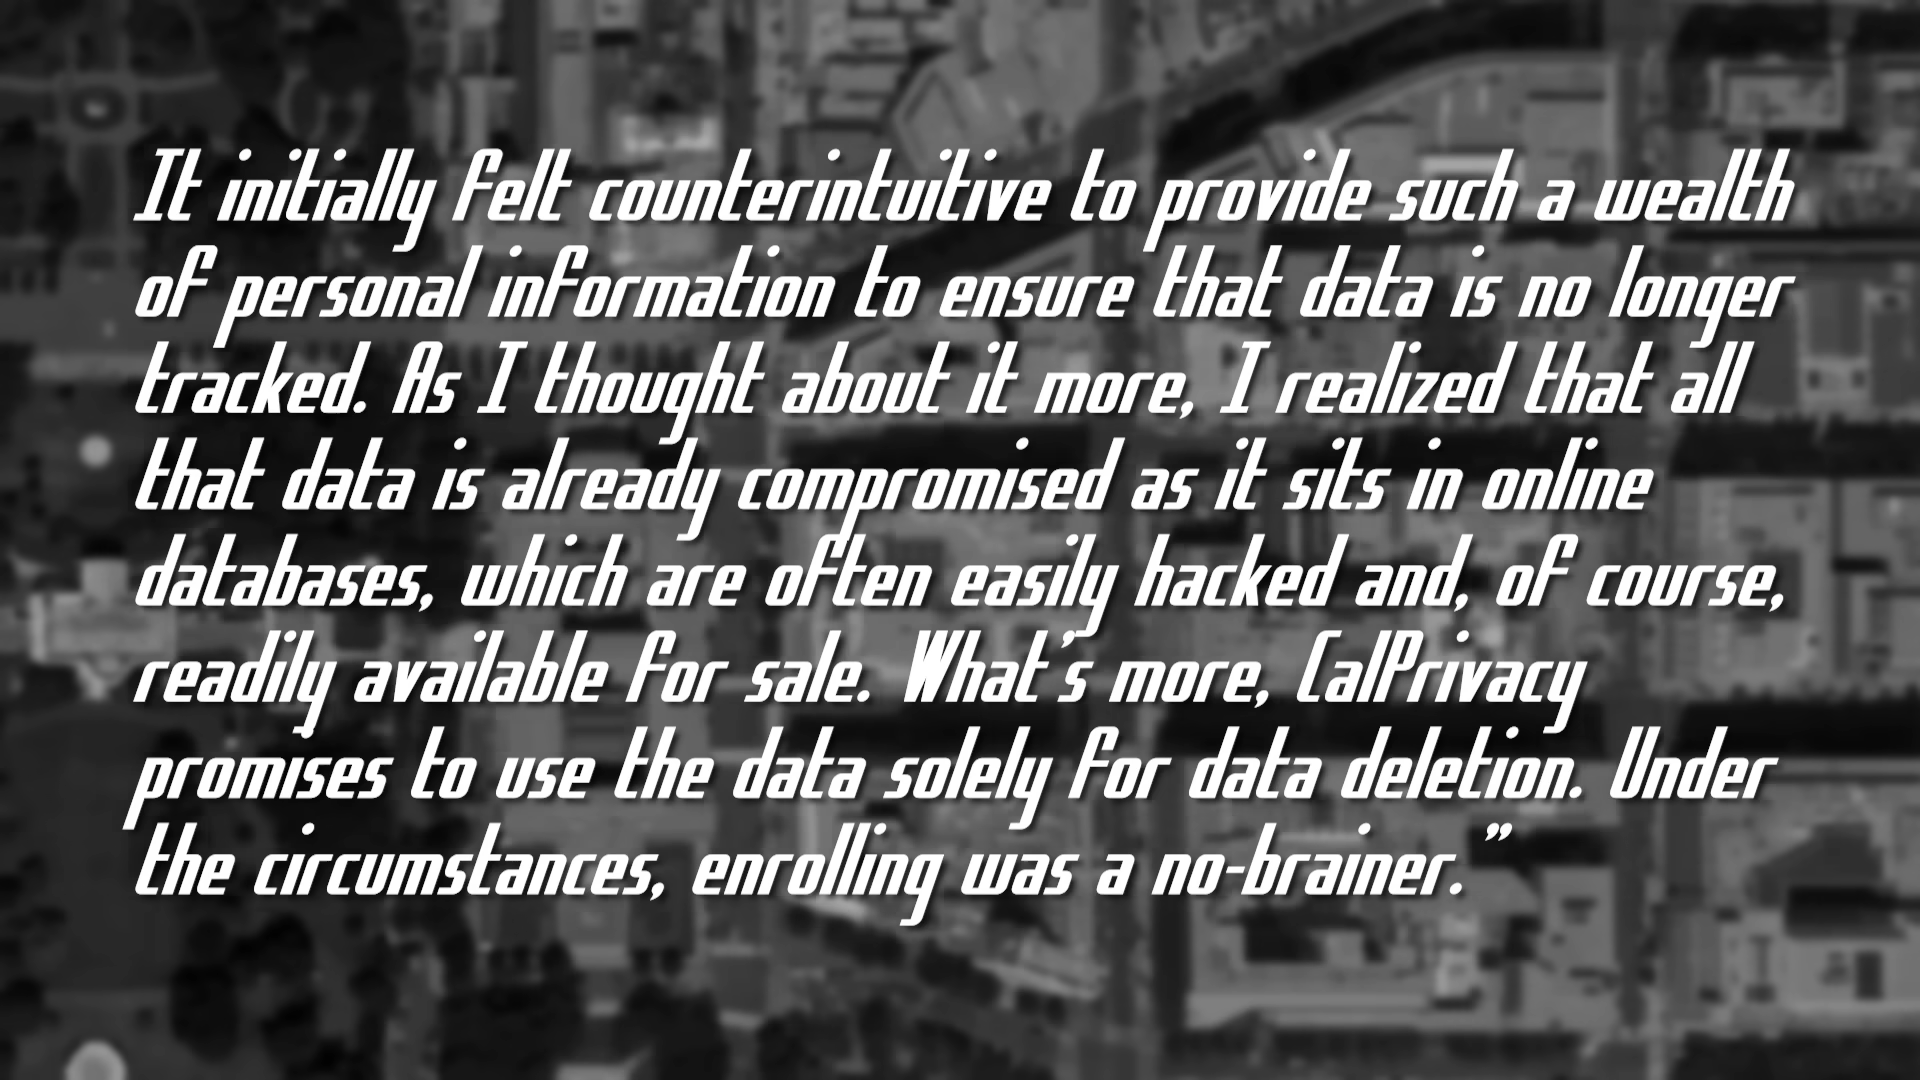 It initially felt counterintuitive to provide such a wealth
of personal information to ensure that data is no longer
tracked. As I thought about it more, I realized that all
that data is already compromised as it sits in online
databases, which are often easily hacked and, of course,
readily available for sale. What's more, CalPrivacy
promises to use the data solely for data deletion. Under
the circumstances, enrolling was a no-brainer.”